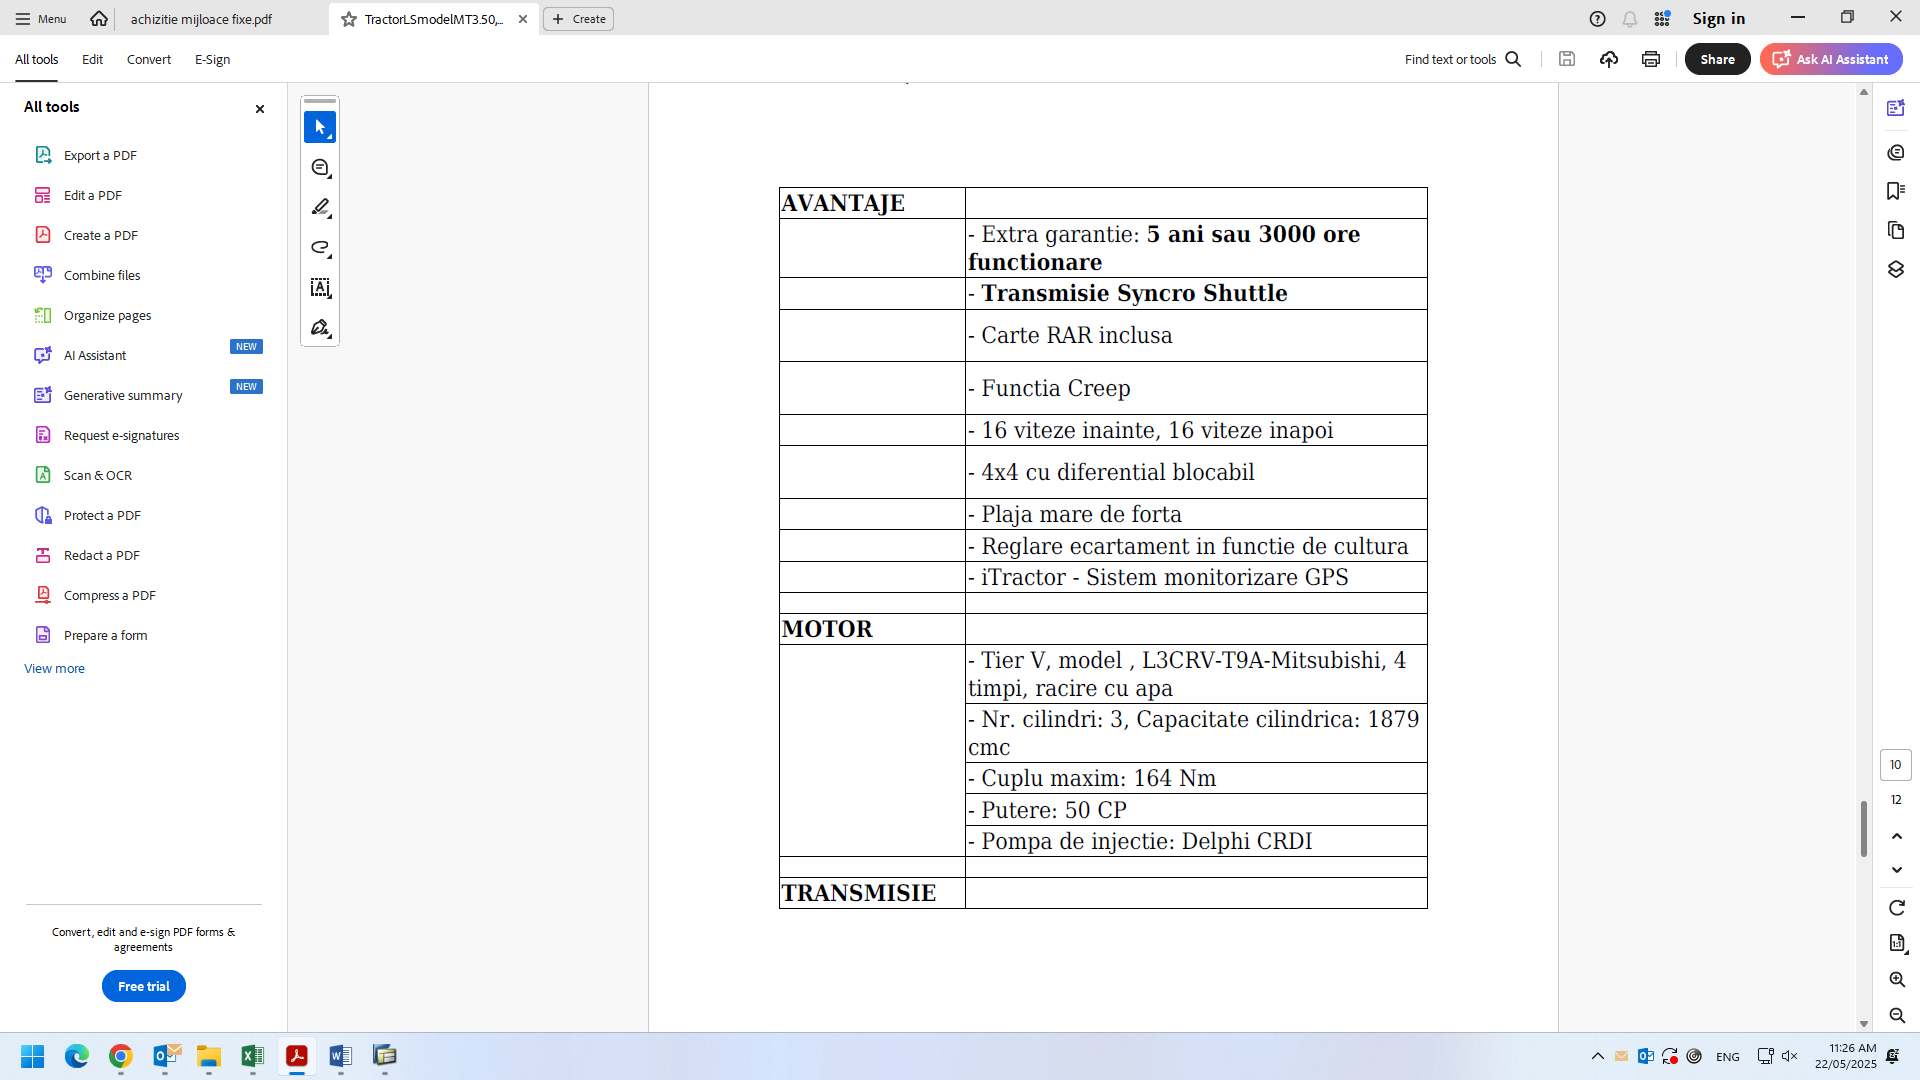 Menu
achizitie mijloace fixe.pdf
TractorLSmodelMT3.50,...
Create
Sign in
All tools
Edit
Convert
E-Sign
Find text or tools
Share
Ask AI Assistant
All tools
Export a PDF
Edit a PDF
Create a PDF
Combine files
Organize pages
AI Assistant
NEW
Generative summary
NEW
Request e-signatures
Scan & OCR
Protect a PDF
Redact a PDF
Compress a PDF
Prepare a form
View more
Convert, edit and e-sign PDF forms &
agreements
Free trial
AVANTAJE
- Extra garantie: 5 ani sau 3000 ore
functionare
- Transmisie Syncro Shuttle
- Carte RAR inclusa
- Functia Creep
- 16 viteze inainte, 16 viteze inapoi
- 4x4 cu diferential blocabil
- Plaja mare de forta
- Reglare ecartament in functie de cultura
- iTractor - Sistem monitorizare GPS
MOTOR
- Tier V, model , L3CRV-T9A-Mitsubishi, 4
timpi, racire cu apa
- Nr. cilindri: 3, Capacitate cilindrica: 1879
cmc
- Cuplu maxim: 164 Nm
- Putere: 50 CP
- Pompa de injectie: Delphi CRDI
TRANSMISIE
10
12
ENG
11:26 AM
22/05/2025